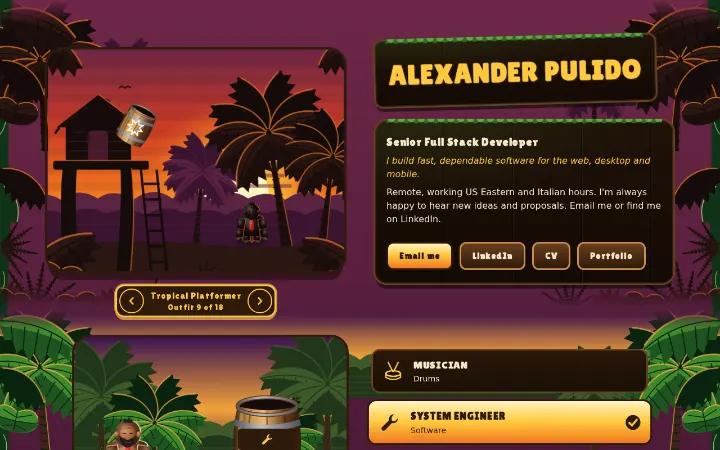 ALEXANDER PULIDO
Senior Full Stack Developer
I build fast, dependable software for the web, desktop and
mobile.
Remote, working US Eastern and Italian hours. I'm always
happy to hear new ideas and proposals. Email me or find me
on LinkedIn.
Email me
LinkedIn
CV
Portfolio
Tropical Platformer
Outfit 9 of 18
MUSICIAN
Drums
SYSTEM ENGINEER
Software